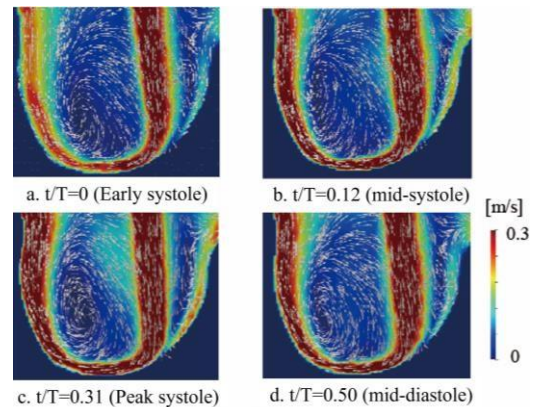 a. t/T=0 (Early systole)
b. t/T=0.12 (mid-systole)
[m/s]
0.3
0
c. t/T=0.31 (Peak systole)
d. t/T=0.50 (mid-diastole)